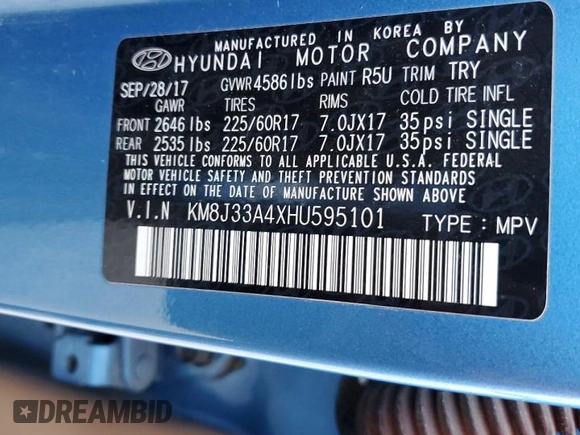 MANUFACTURED IN KOREA BY
HYUNDAI MOTOR COMPANY
SEP/28/17 GVWR 4586lbs PAINT R5U TRIM TRY
GAWR TIRES RIMS COLD TIRE INFL
FRONT 2646 lbs 225/60R17 7.0JX17 35psi SINGLE
REAR 2535 lbs 225/60R17 7.0JX17 35psi SINGLE
THIS VEHICLE CONFORMS TO ALL APPLICABLE U.S.A. FEDERAL
MOTOR VEHICLE SAFETY AND THEFT PREVENTION STANDARDS
IN EFFECT ON THE DATE OF MANUFACTURE SHOWN ABOVE.
V.I.N KM8J33A4XHU595101 TYPE : MPV
DREAMBID